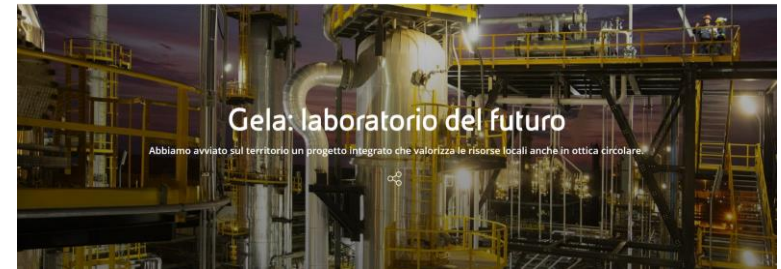 Gela: laboratorio del futuro
Abbiamo avviato sul territorio un progetto integrato che valorizza le risorse locali anche in ottica circolare.